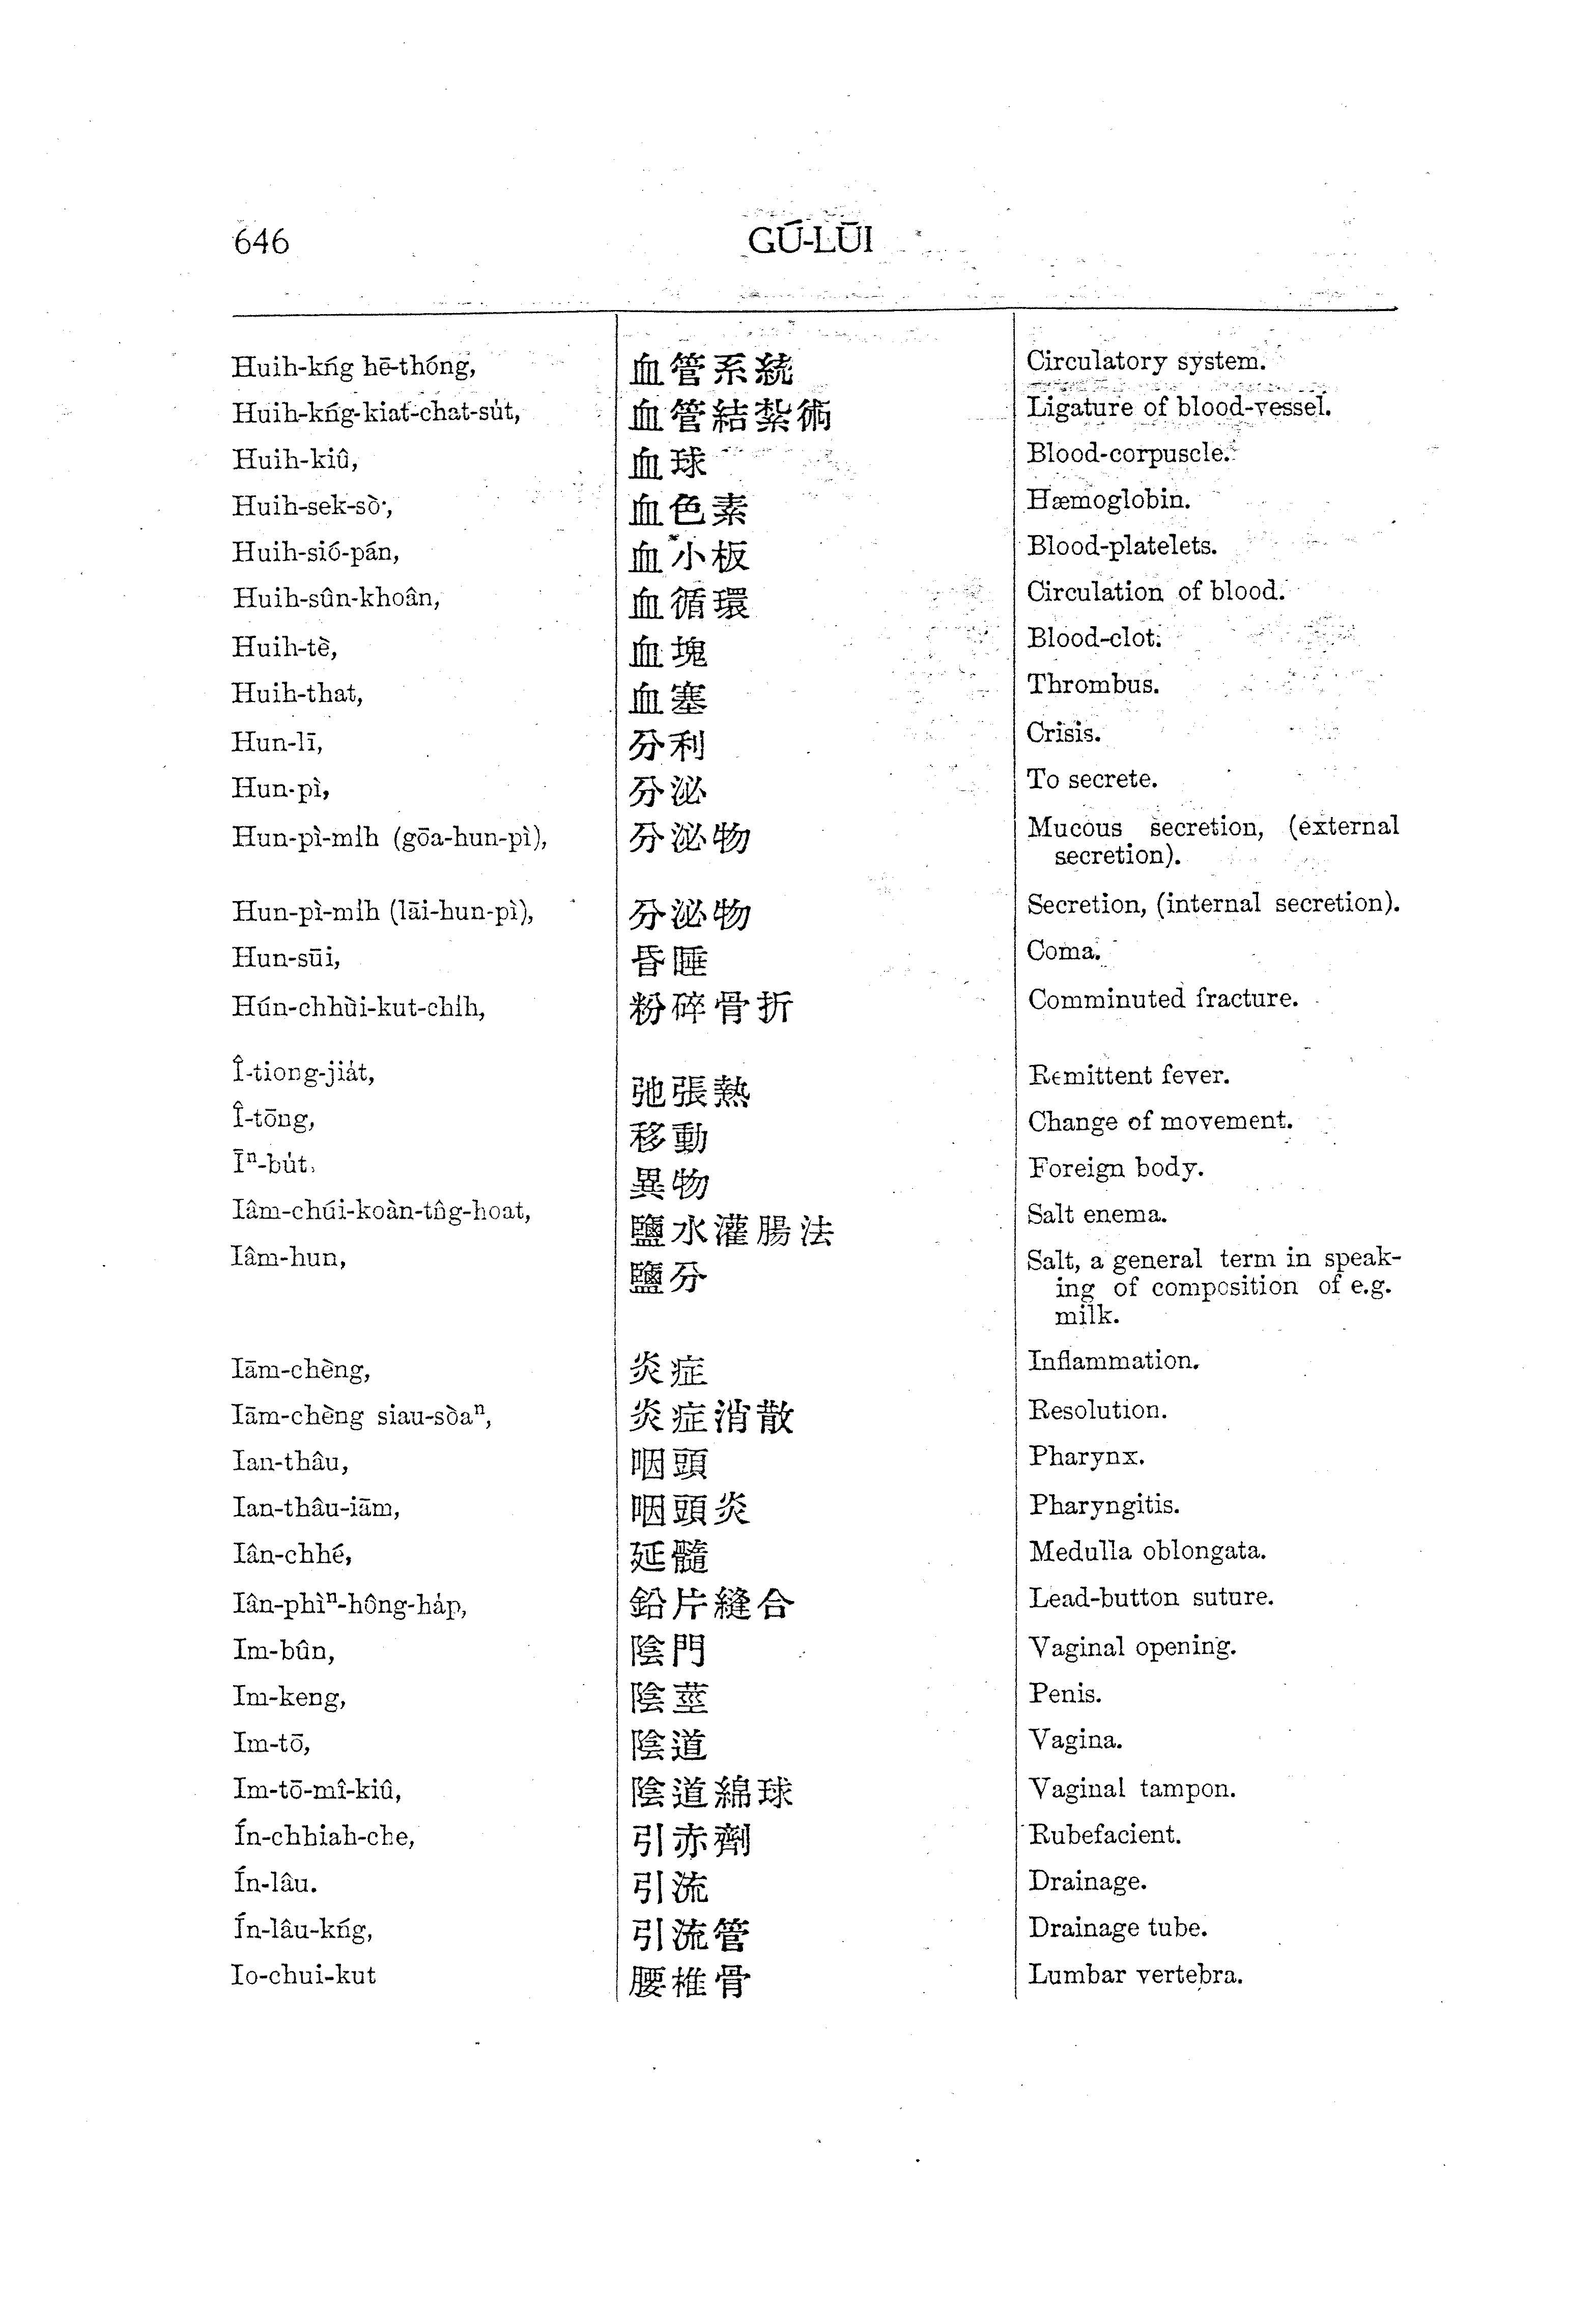 646
GÚ-LŪI
Huih-kńg hē-thóng, 血管系統 Circulatory system.
Huih-kńg-kiat-chat-su̍t, 血管結紮術 Ligature of blood-vessel.
Huih-kiû, 血球 Blood-corpuscle.
Huih-sek-sò͘, 血色素 Hæmoglobin.
Huih-sió-pán, 血小板 Blood-platelets.
Huih-sûn-khoân, 血循環 Circulation of blood.
Huih-tè, 血塊 Blood-clot.
Huih-that, 血塞 Thrombus.
Hun-lī, 分利 Crisis.
Hun-pì, 分泌 To secrete.
Hun-pì-mi̍h (gōa-hun-pì), 分泌物 Mucous secretion, (external
secretion).
Hun-pì-mi̍h (lāi-hun-pì), 分泌物 Secretion, (internal secretion).
Hun-sūi, 昏睡 Coma.
Hún-chhùi-kut-chi̍h, 粉碎骨折 Comminuted fracture.
Î-tiong-jia̍t, 弛張熱 Remittent fever.
Î-tōng, 移動 Change of movement.
Īⁿ-bu̍t, 異物 Foreign body.
Iâm-chúi-koàn-tn̂g-hoat, 鹽水灌腸法 Salt enema.
Iâm-hun, 鹽分 Salt, a general term in speak-
ing of composition of e.g.
milk.
Iām-chèng, 炎症 Inflammation.
Iām-chèng siau-sòaⁿ, 炎症消散 Resolution.
Ian-thâu, 咽頭 Pharynx.
Ian-thâu-iām, 咽頭炎 Pharyngitis.
Iân-chhé, 延髓 Medulla oblongata.
Iân-phìⁿ-hông-ha̍p, 鉛片縫合 Lead-button suture.
Im-bûn, 陰門 Vaginal opening.
Im-keng, 陰莖 Penis.
Im-tō, 陰道 Vagina.
Im-tō-mî-kiû, 陰道綿球 Vaginal tampon.
Ín-chhiah-che, 引赤劑 Rubefacient.
Ín-lâu. 引流 Drainage.
Ín-lâu-kńg, 引流管 Drainage tube.
Io-chui-kut 腰椎骨 Lumbar vertebra.